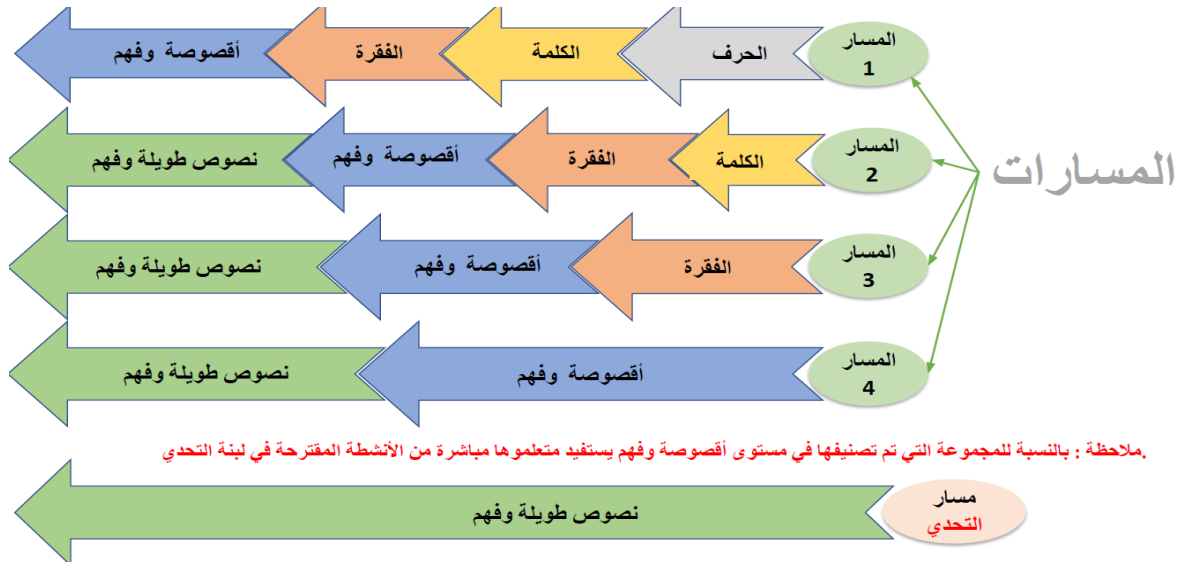 المسارات
المسار
1
الحرف
الكلمة
الفقرة
أقصوصة وفهم
المسار
2
الكلمة
الفقرة
أقصوصة وفهم
نصوص طويلة وفهم
المسار
3
الفقرة
أقصوصة وفهم
نصوص طويلة وفهم
المسار
4
أقصوصة وفهم
نصوص طويلة وفهم
.ملاحظة : بالنسبة للمجموعة التي تم تصنيفها في مستوى أقصوصة وفهم يستفيد متعلموها مباشرة من الأنشطة المقترحة في لبنة التحدي
مسار
التحدي
نصوص طويلة وفهم